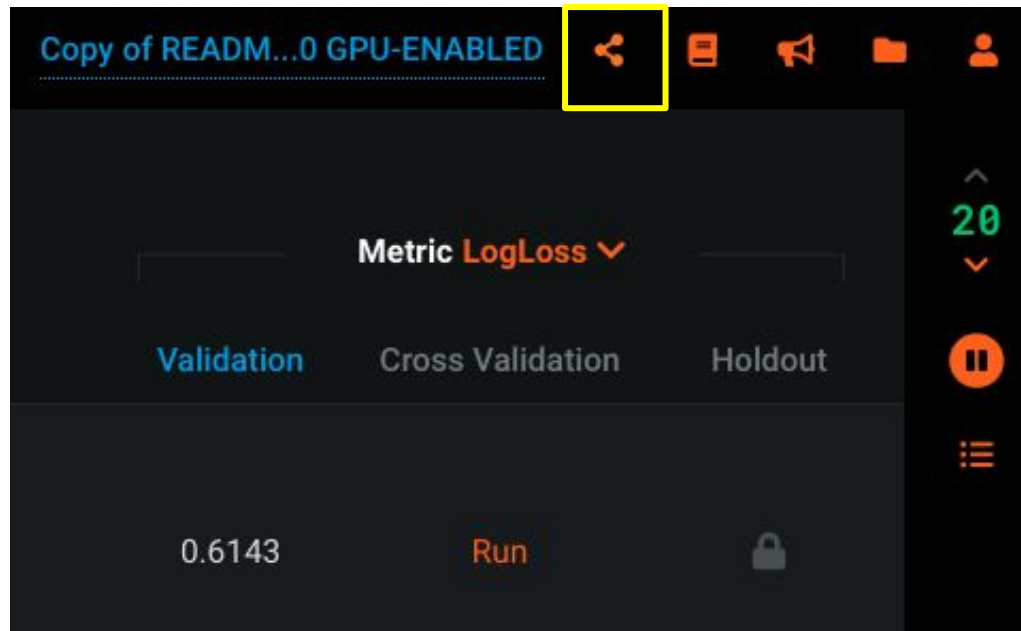 Copy of READM...0 GPU-ENABLED
20
Metric LogLoss
Validation Cross Validation Holdout
0.6143 Run